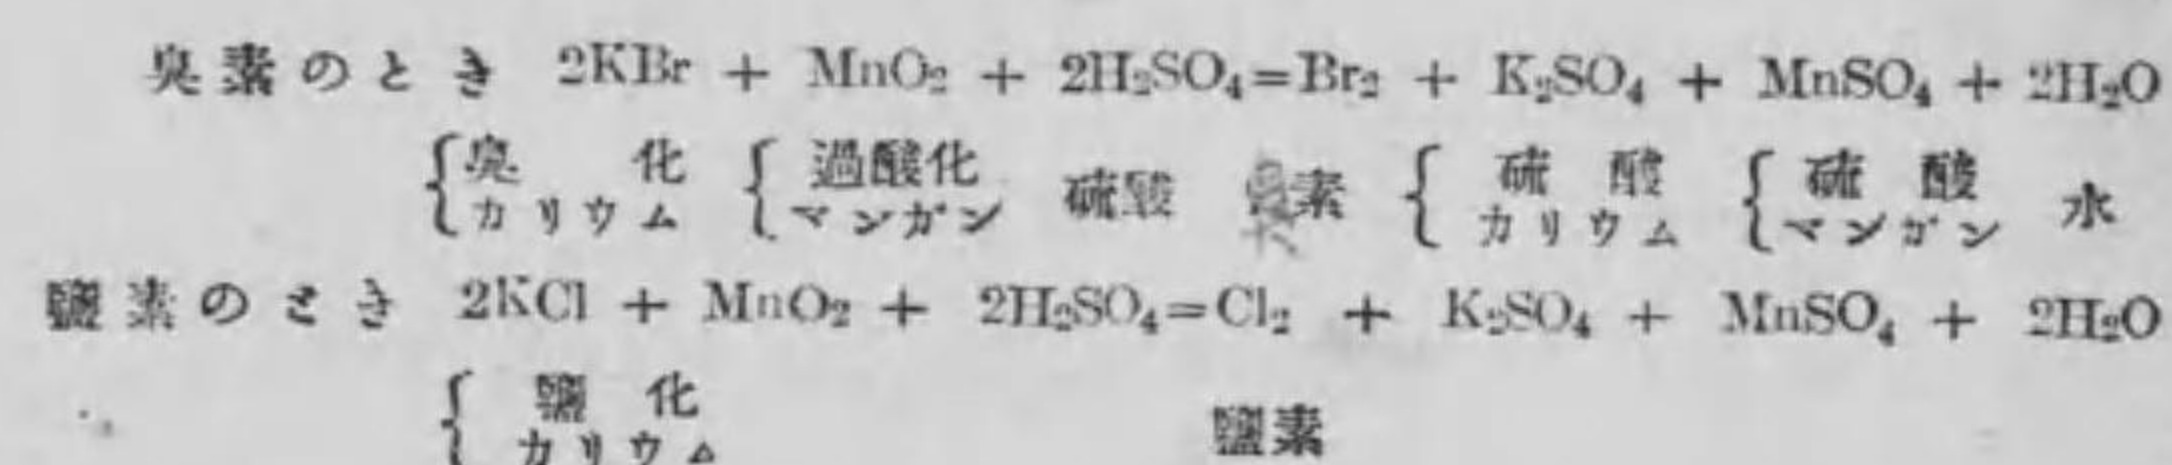 臭素のとき 2KBr + MnO₂ + 2H₂SO₄=Br₂ + K₂SO₄ + MnSO₄ + 2H₂O
{臭化 {過酸化 硫酸 臭素 {硫酸 {硫酸 水
カリウム マンガン カリウム マンガン
鹽素のとき 2KCl + MnO₂ + 2H₂SO₄=Cl₂ + K₂SO₄ + MnSO₄ + 2H₂O
{鹽化 鹽素
カリウム